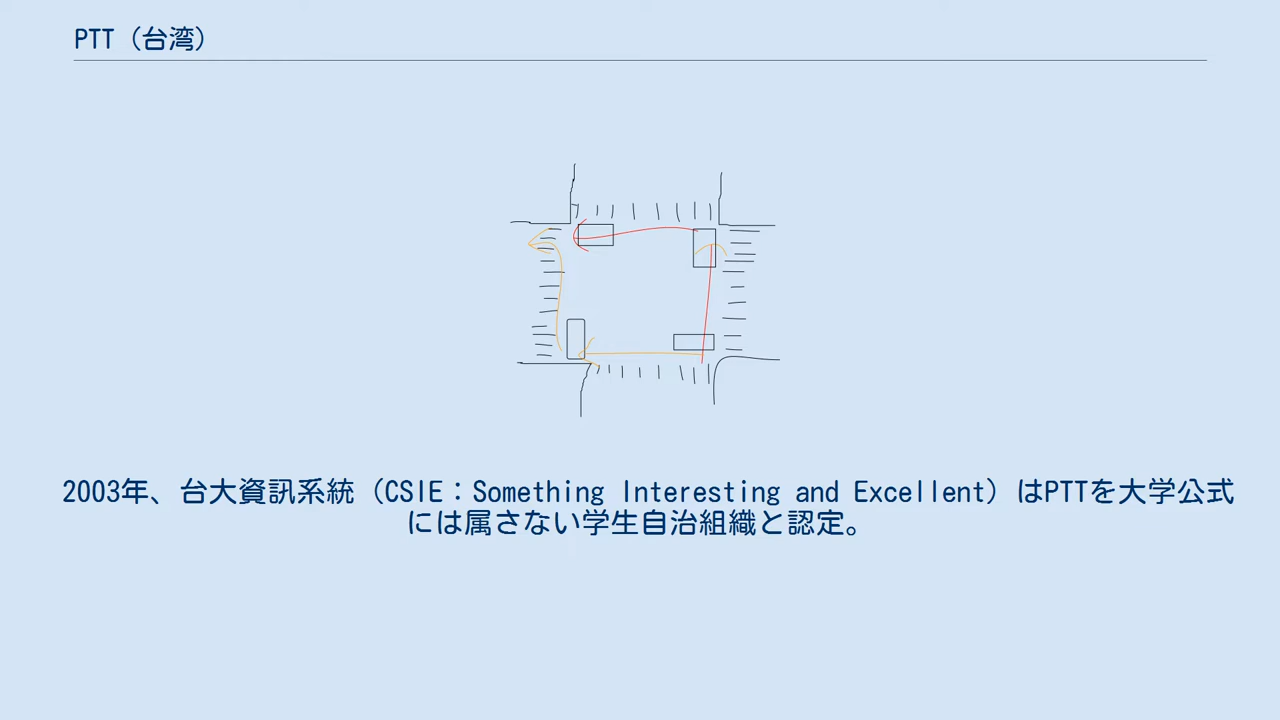 PTT（台湾）
2003年、台大資訊系統（CSIE：Something Interesting and Excellent）はPTTを大学公式
には属さない学生自治組織と認定。